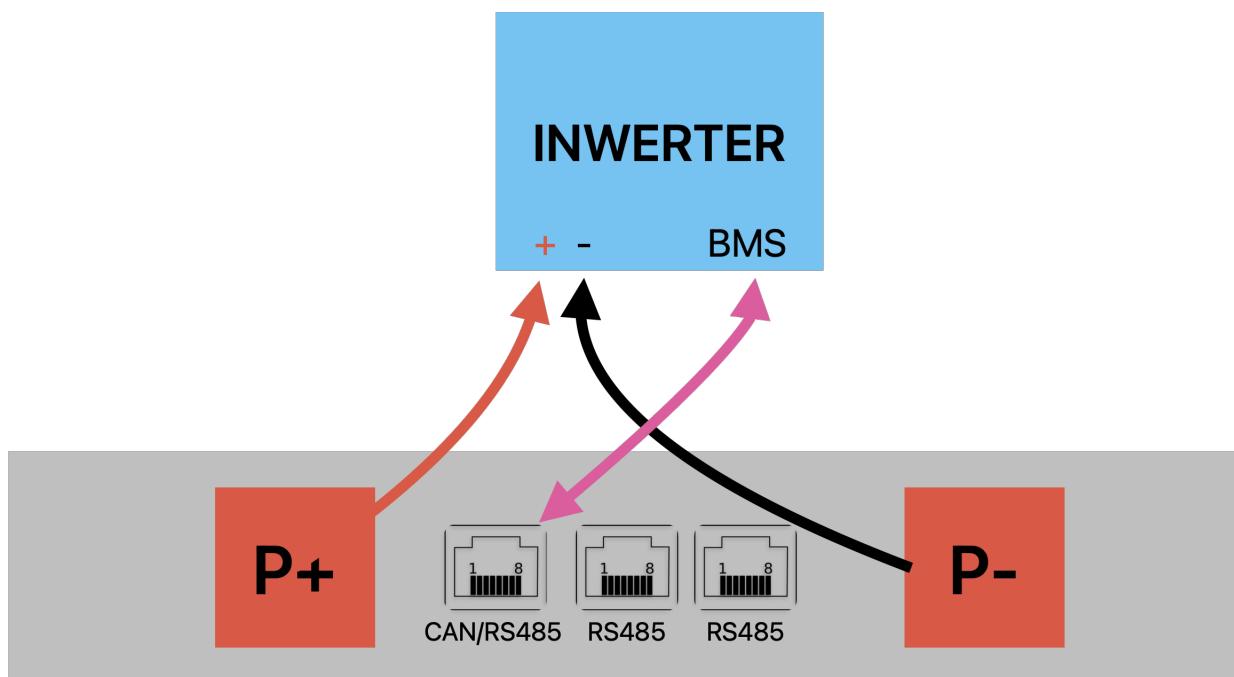 INWERTER
+ -
BMS
P+
1 8
1 8
1 8
P-
CAN/RS485
RS485
RS485